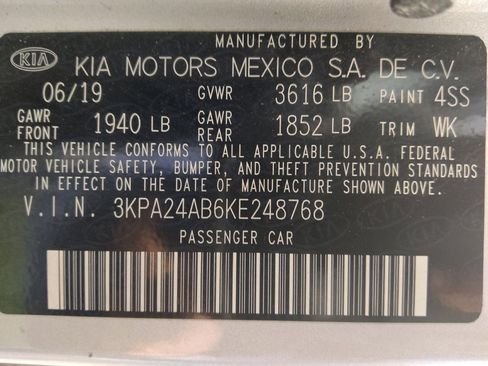 MANUFACTURED BY
KIA KIA MOTORS MEXICO S.A. DE C.V.
06/19 GVWR 3616 LB PAINT 4SS
GAWR FRONT 1940 LB GAWR REAR 1852 LB TRIM WK
THIS VEHICLE CONFORMS TO ALL APPLICABLE U.S.A. FEDERAL
MOTOR VEHICLE SAFETY, BUMPER, AND THEFT PREVENTION STANDARDS
IN EFFECT ON THE DATE OF MANUFACTURE SHOWN ABOVE.
V.I.N. 3KPA24AB6KE248768
PASSENGER CAR